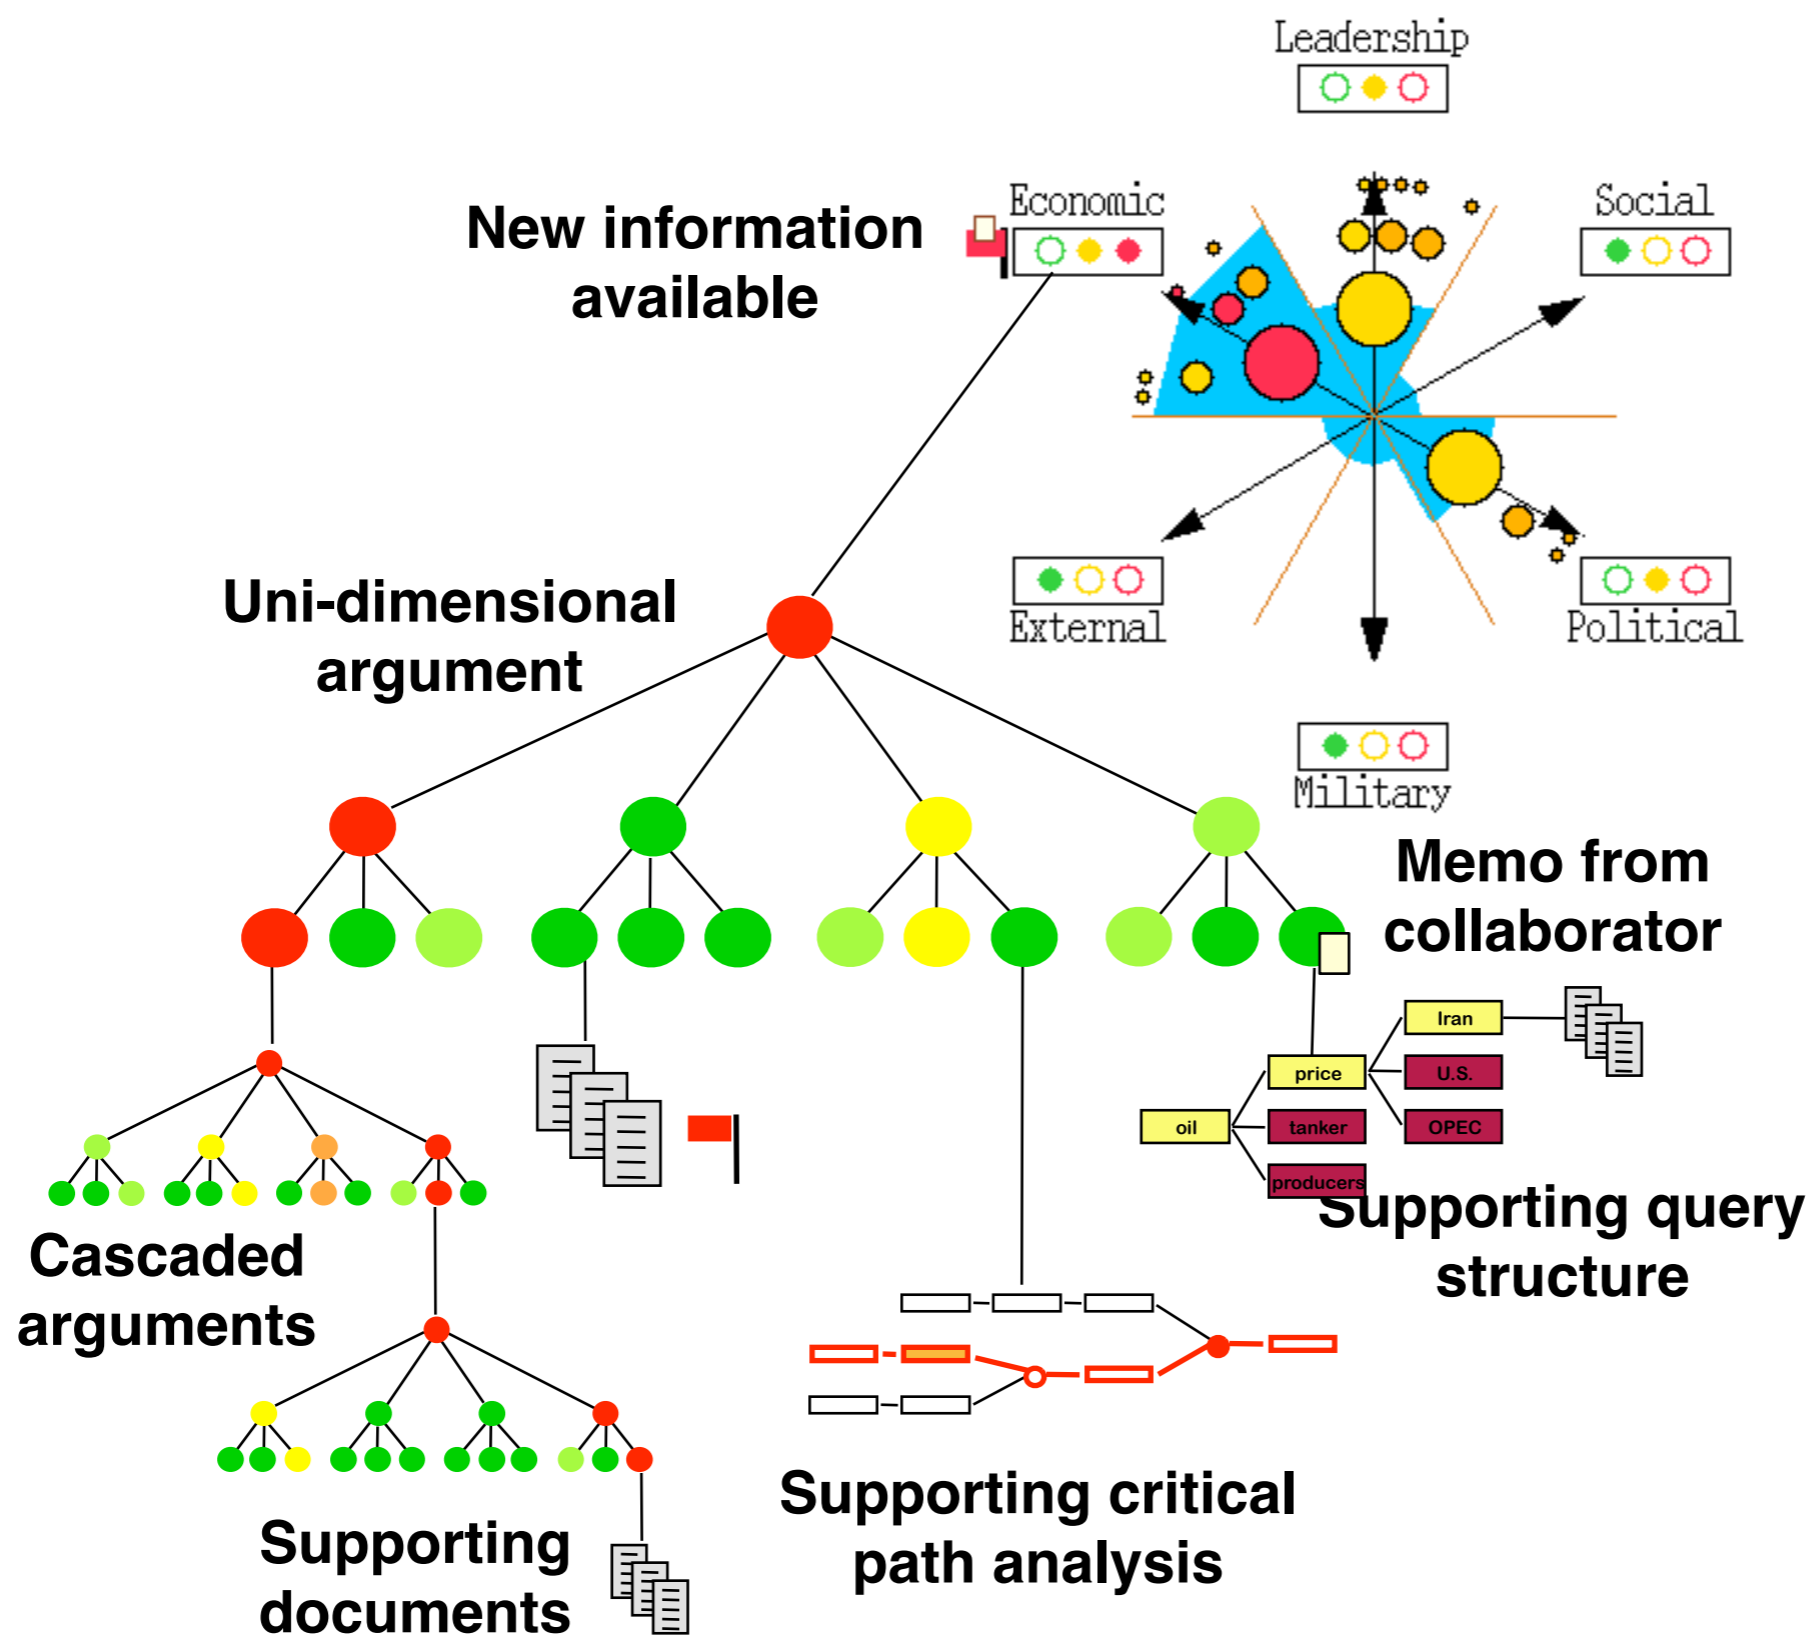 Leadership
Economic
Social
New information
available
External
Political
Uni-dimensional
argument
Military
Memo from
collaborator
Iran
price
U.S.
oil
tanker
OPEC
producers
Supporting query
structure
Cascaded
arguments
Supporting critical
path analysis
Supporting
documents